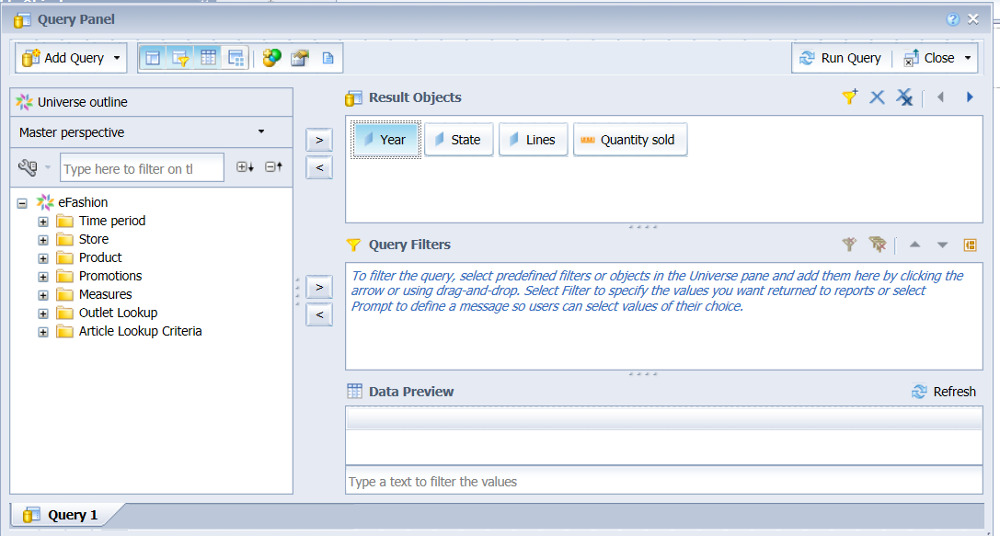 Query Panel
Add Query
Run Query
Close
Universe outline
Master perspective
Type here to filter on tl
eFashion
Time period
Store
Product
Promotions
Measures
Outlet Lookup
Article Lookup Criteria
>
<
Result Objects
Year
State
Lines
Quantity sold
Query Filters
>
<
To filter the query, select predefined filters or objects in the Universe pane and add them here by clicking the
arrow or using drag-and-drop. Select Filter to specify the values you want returned to reports or select
Prompt to define a message so users can select values of their choice.
Data Preview
Refresh
Type a text to filter the values
Query 1